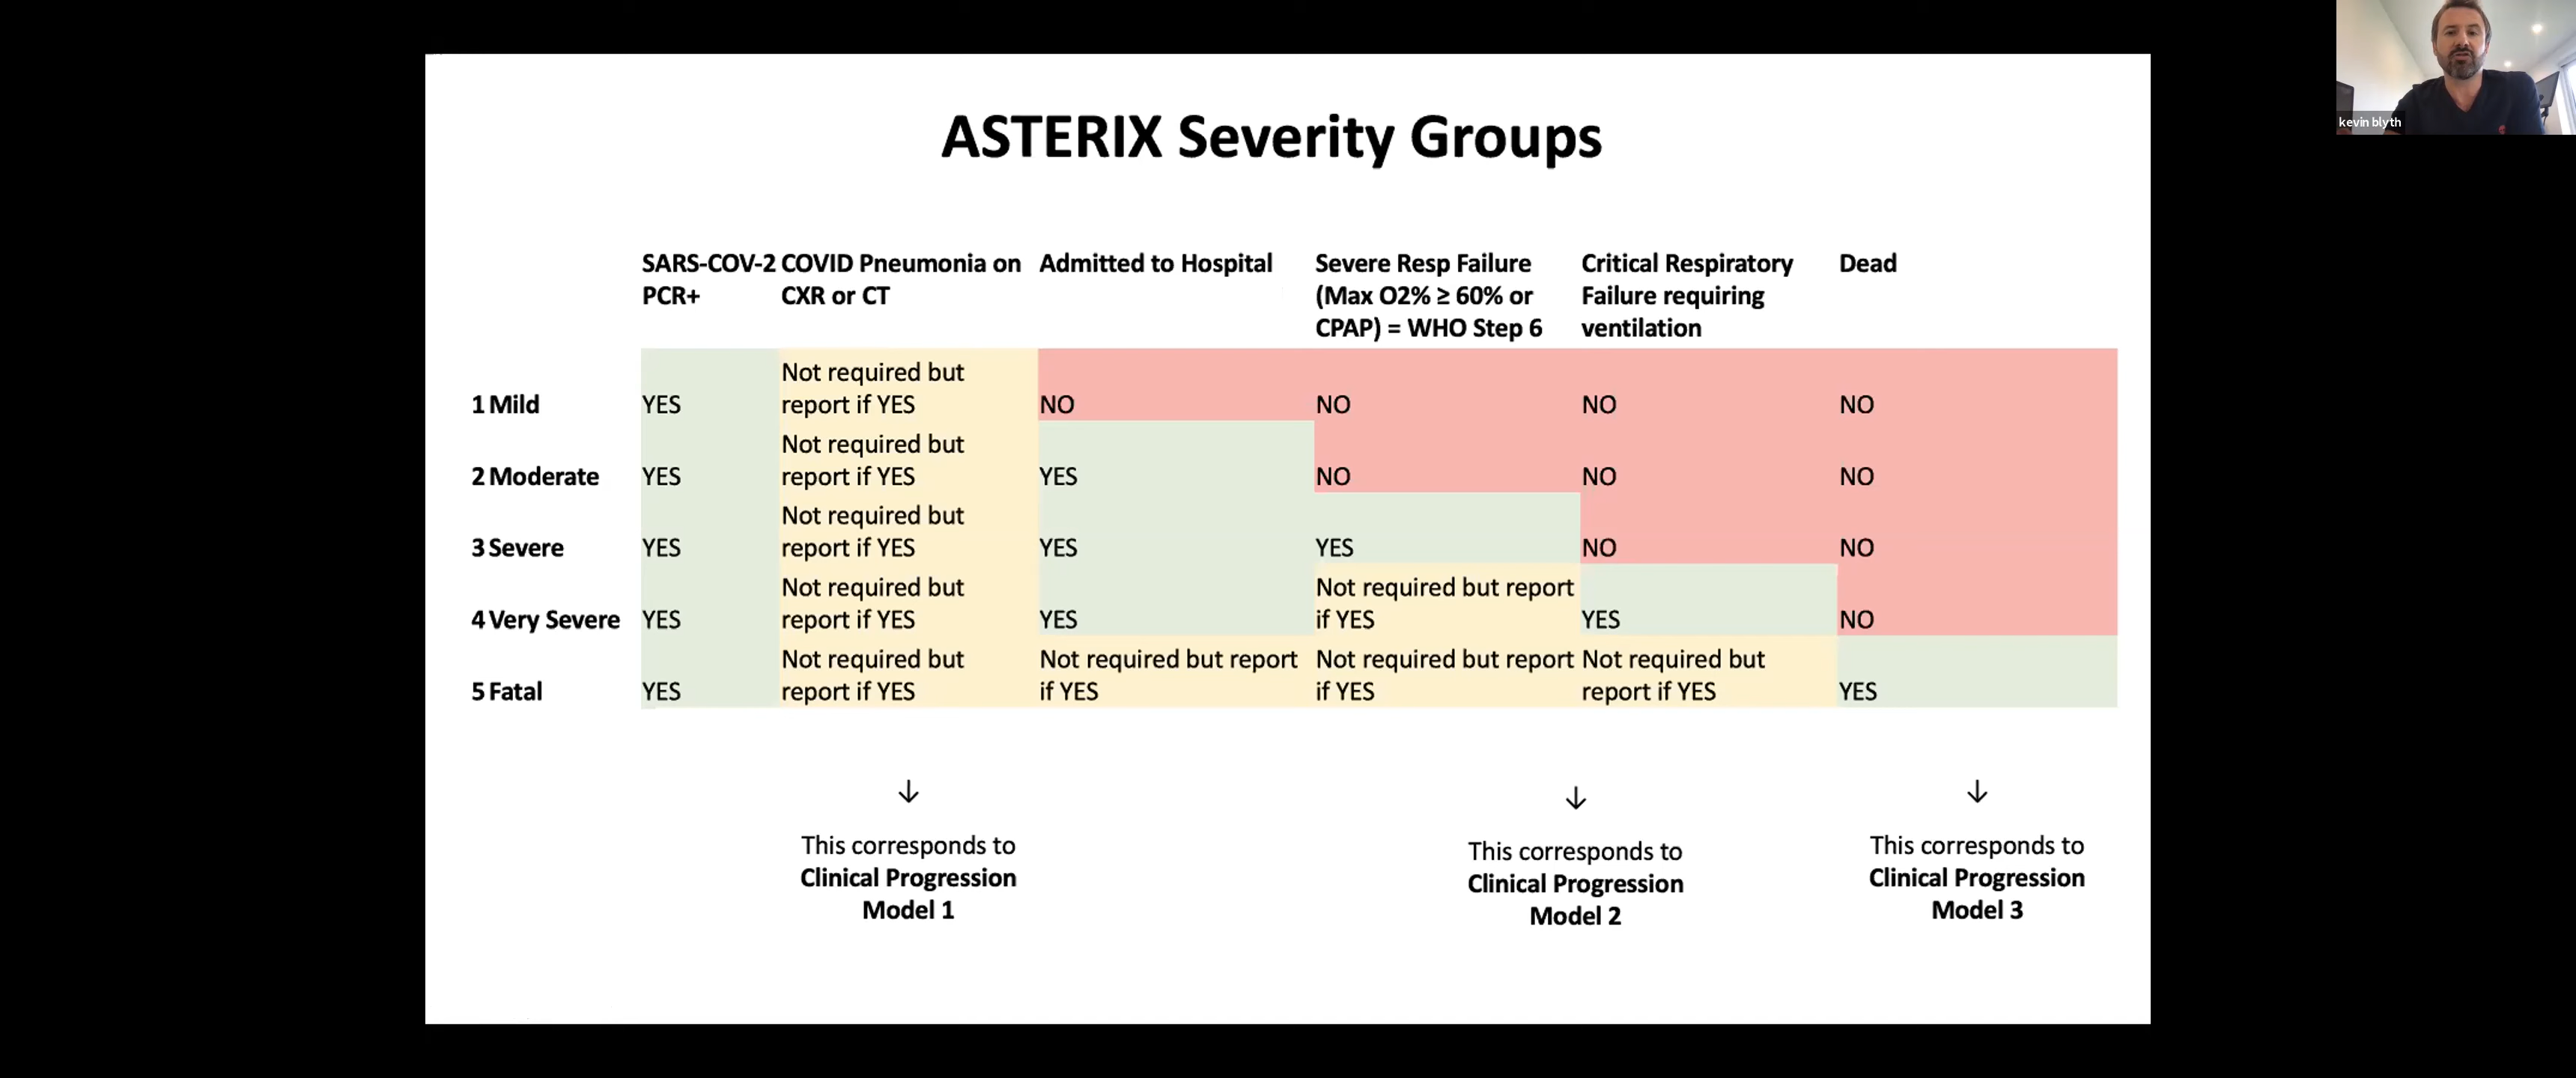 ASTERIX Severity Groups
kevin blyth
SARS-COV-2 COVID Pneumonia on Admitted to Hospital Severe Resp Failure Critical Respiratory Dead
PCR+ CXR or CT (Max O2% ≥ 60% or Failure requiring
CPAP) = WHO Step 6 ventilation
Not required but
1 Mild YES report if YES NO NO NO NO
Not required but
2 Moderate YES report if YES YES NO NO NO
Not required but
3 Severe YES report if YES YES YES NO NO
Not required but Not required but report
4 Very Severe YES report if YES YES if YES YES NO
Not required but Not required but report Not required but report Not required but
5 Fatal YES report if YES if YES if YES report if YES YES
↓ ↓ ↓
This corresponds to
Clinical Progression
Model 1
This corresponds to
Clinical Progression
Model 2
This corresponds to
Clinical Progression
Model 3